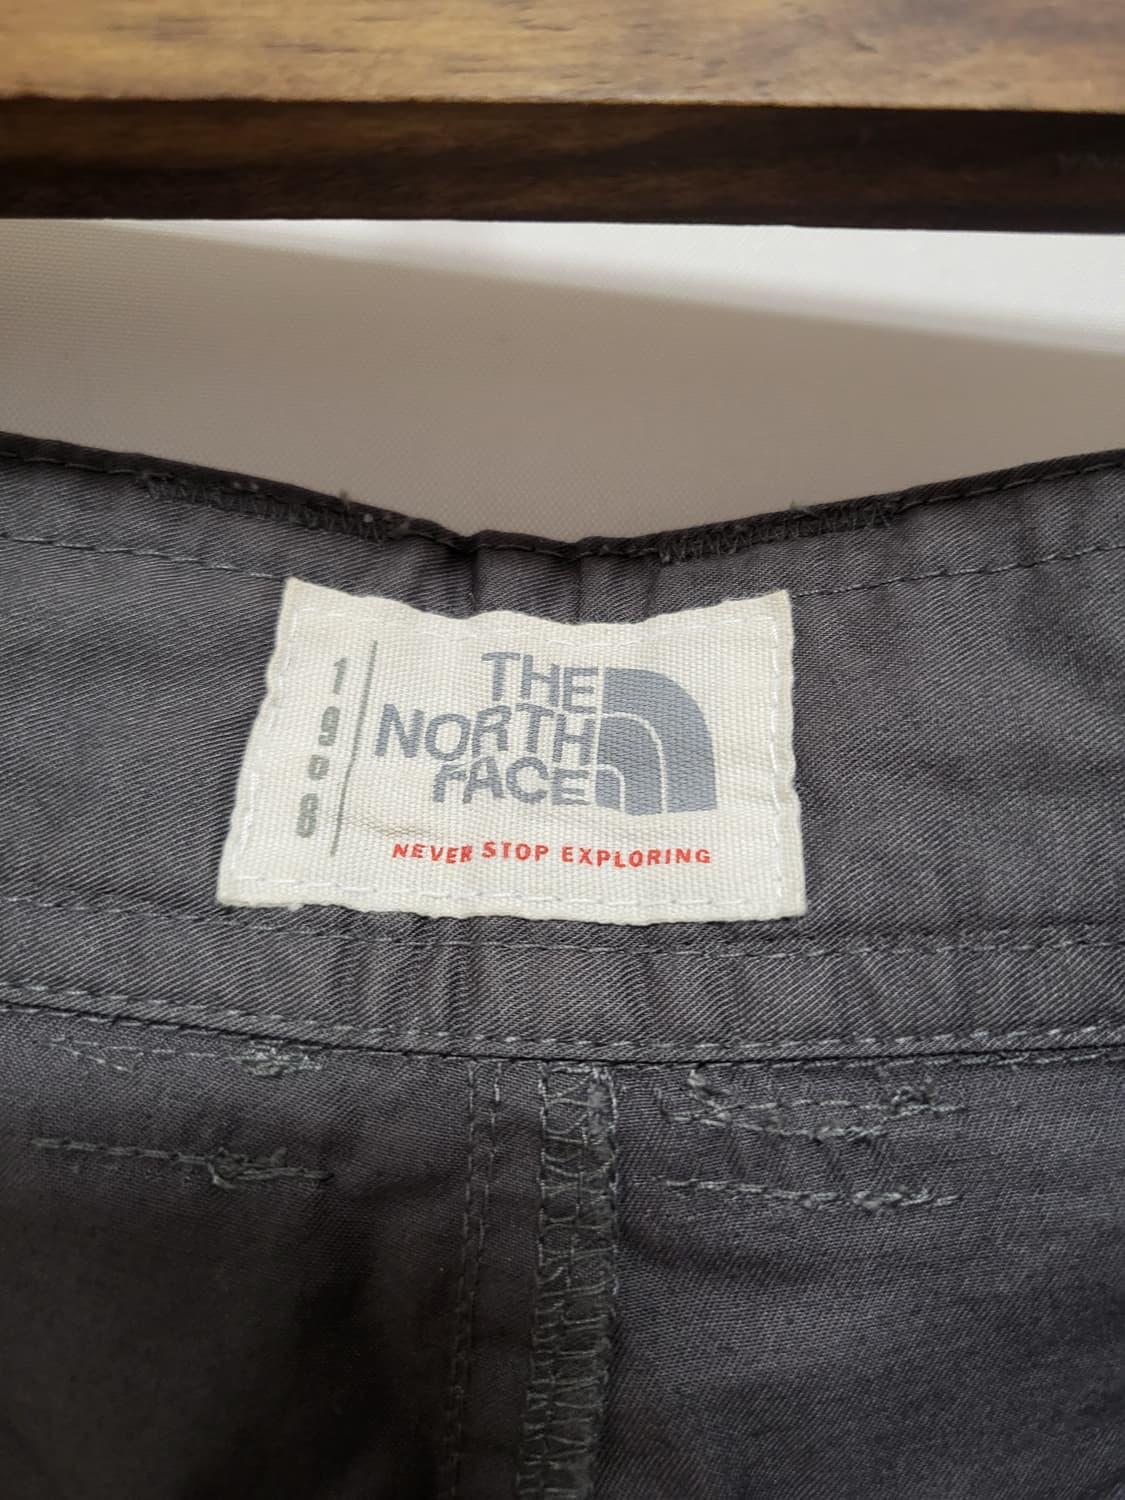 1968
THE
NORTH
FACE
NEVER STOP EXPLORING